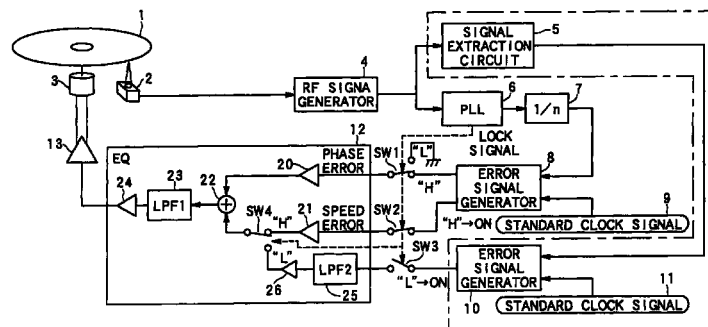 1
3
2
13
4
RF SIGNA
GENERATOR
SIGNAL
EXTRACTION
CIRCUIT
5
6
PLL
7
1/n
LOCK
SIGNAL
12
EQ
PHASE
ERROR
20
SW1
"L"
"H"
8
ERROR
SIGNAL
GENERATOR
24
23
LPF1
22
SW4
"H"
21
SPEED
ERROR
SW2
"H"→ON
9
STANDARD CLOCK SIGNAL
"L"
26
LPF2
25
SW3
"L"→ON
ERROR
SIGNAL
GENERATOR
10
11
STANDARD CLOCK SIGNAL